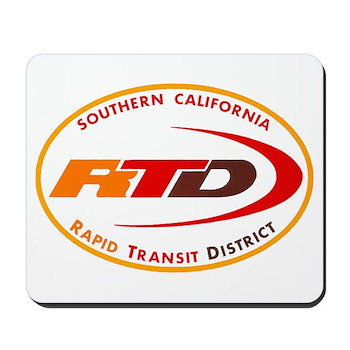 SOUTHERN CALIFORNIA
RTD
RAPID TRANSIT DISTRICT